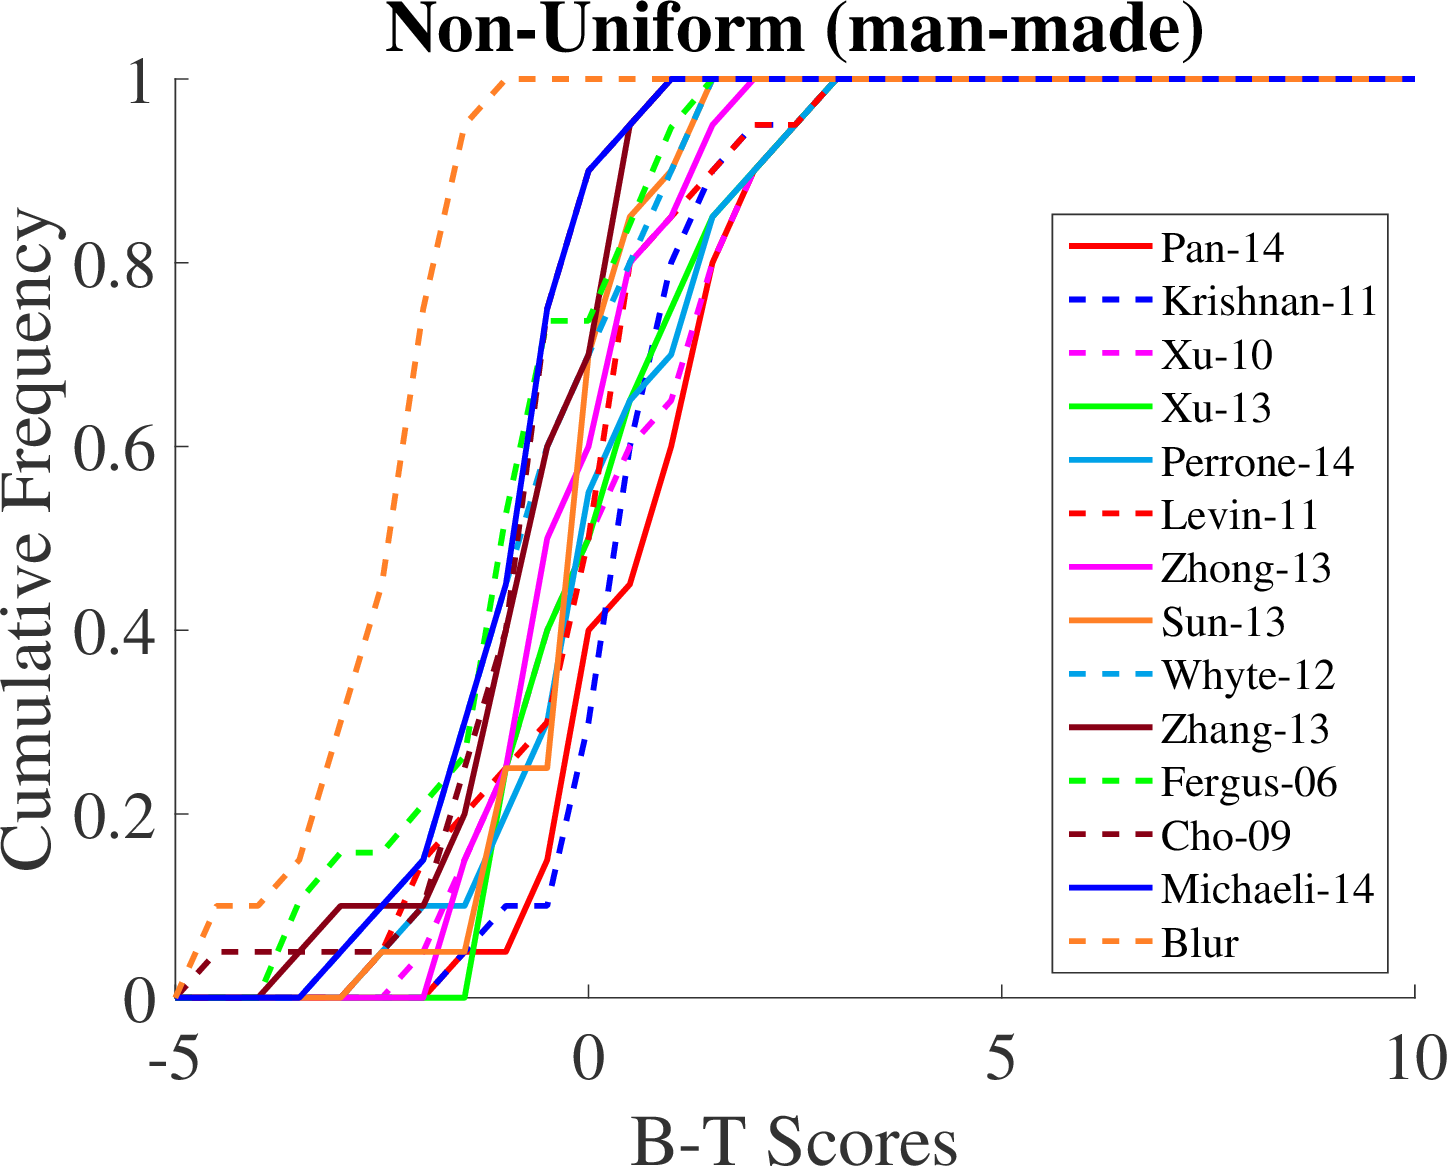 Non-Uniform (man-made)
Cumulative Frequency
1
0.8
0.6
0.4
0.2
0
-5
0
5
10
B-T Scores
Pan-14
Krishnan-11
Xu-10
Xu-13
Perrone-14
Levin-11
Zhong-13
Sun-13
Whyte-12
Zhang-13
Fergus-06
Cho-09
Michaeli-14
Blur